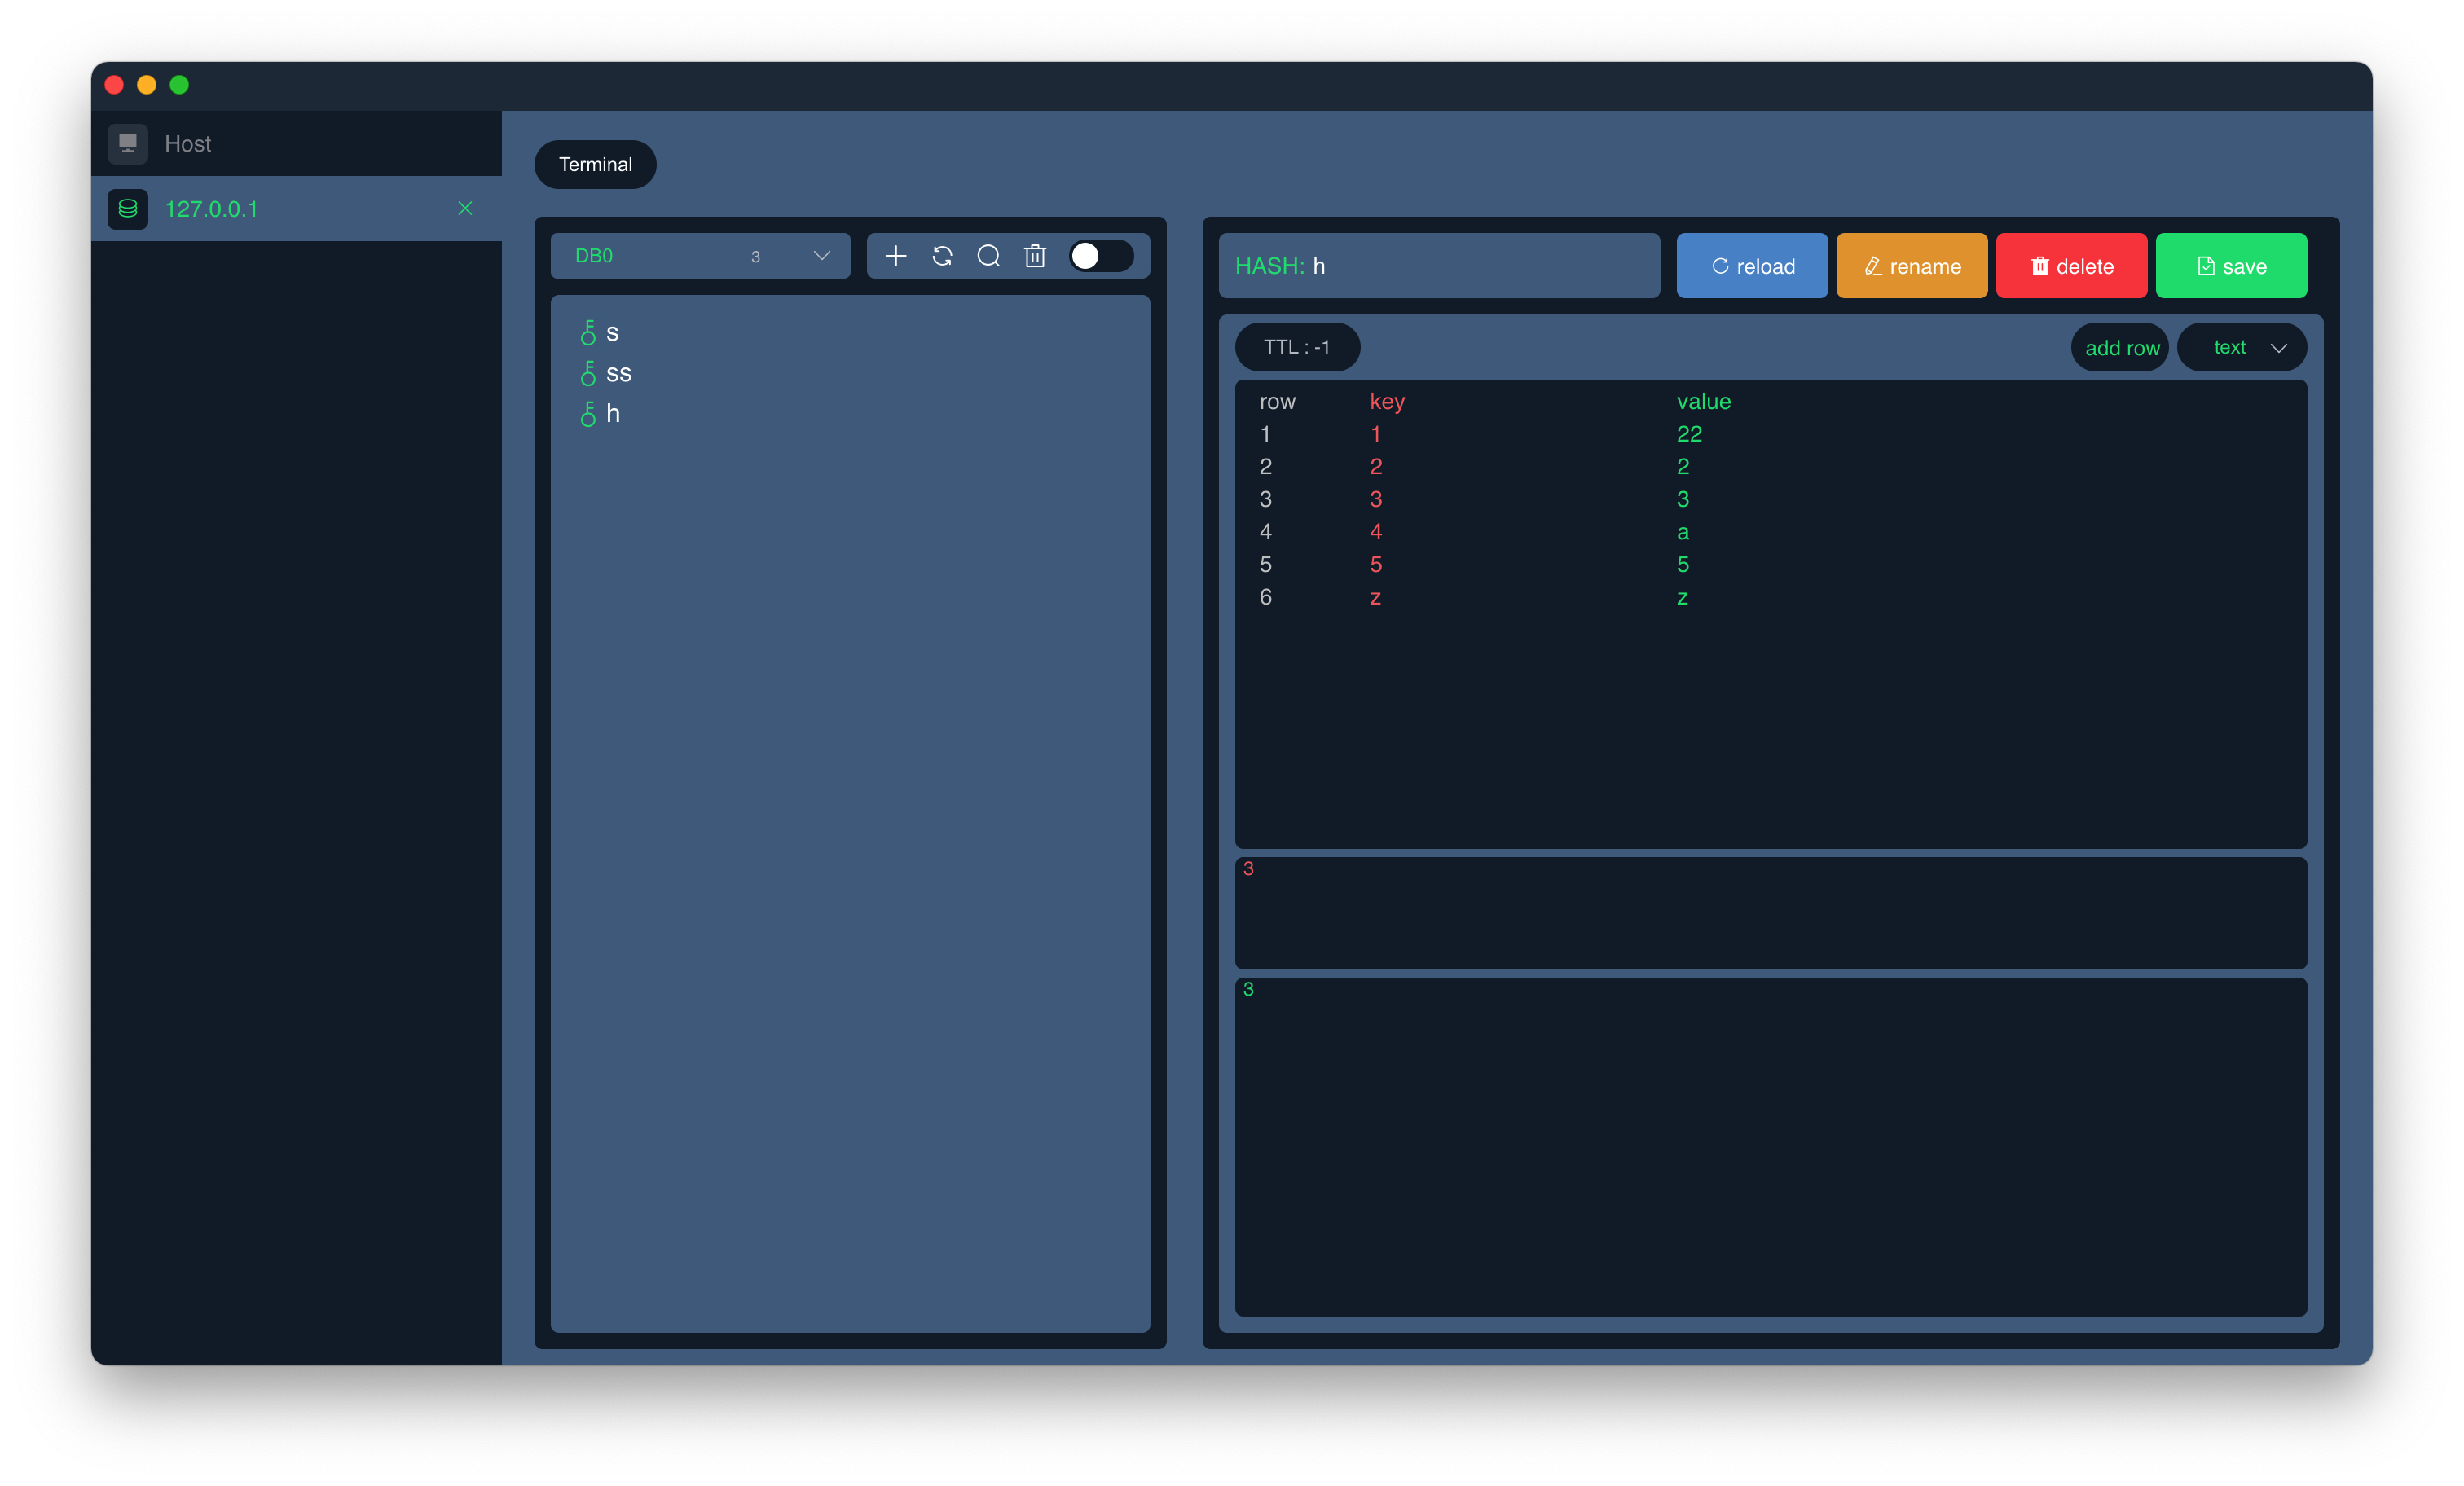 Host
127.0.0.1
Terminal
DB0 3
s
ss
h
HASH: h
reload
rename
delete
save
TTL : -1
add row
text
row key value
1 1 22
2 2 2
3 3 3
4 4 a
5 5 5
6 z z
3
3